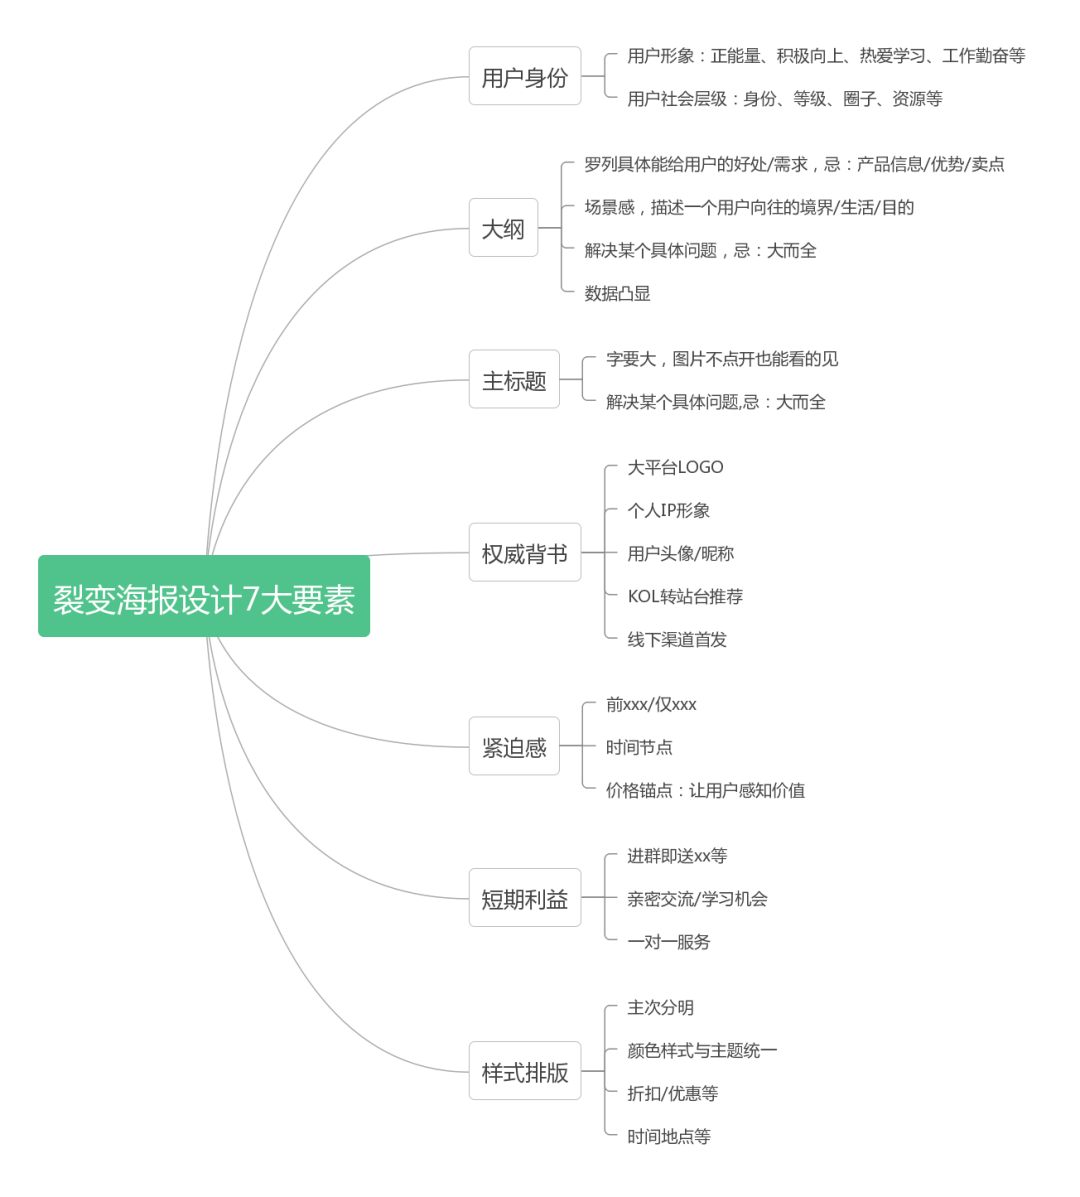 裂变海报设计7大要素
用户身份
用户形象：正能量、积极向上、热爱学习、工作勤奋等
用户社会层级：身份、等级、圈子、资源等
大纲
罗列具体能给用户的好处/需求，忌：产品信息/优势/卖点
场景感，描述一个用户向往的境界/生活/目的
解决某个具体问题，忌：大而全
数据凸显
主标题
字要大，图片不点开也能看的见
解决某个具体问题,忌：大而全
权威背书
大平台LOGO
个人IP形象
用户头像/昵称
KOL转站台推荐
线下渠道首发
紧迫感
前xxx/仅xxx
时间节点
价格锚点：让用户感知价值
短期利益
进群即送xx等
亲密交流/学习机会
一对一服务
样式排版
主次分明
颜色样式与主题统一
折扣/优惠等
时间地点等